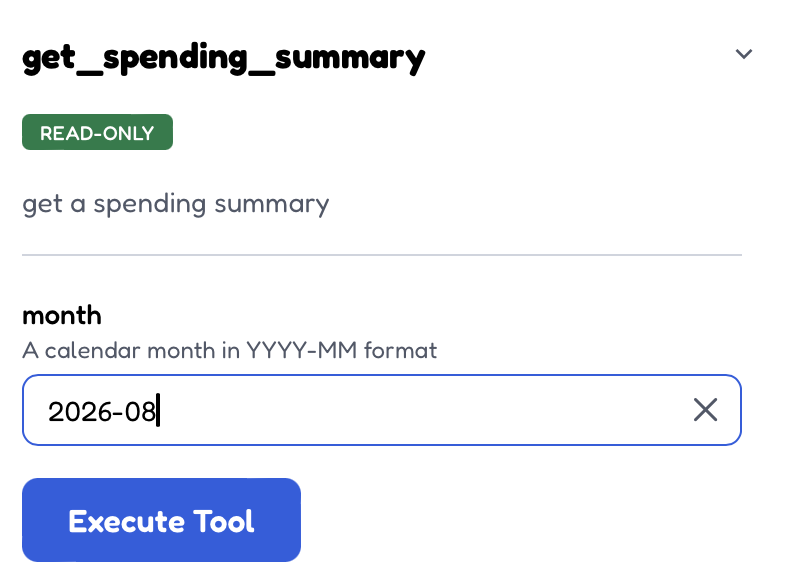 get_spending_summary
READ-ONLY
get a spending summary
month
A calendar month in YYYY-MM format
2026-08
Execute Tool